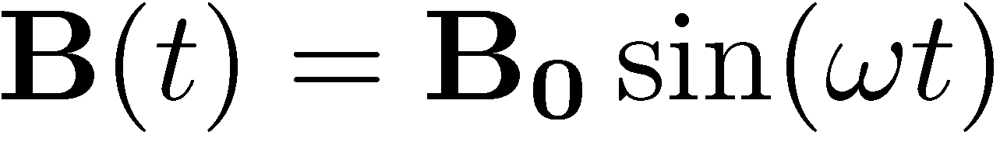 𝐁(t) = 𝐁₀ sin(ωt)